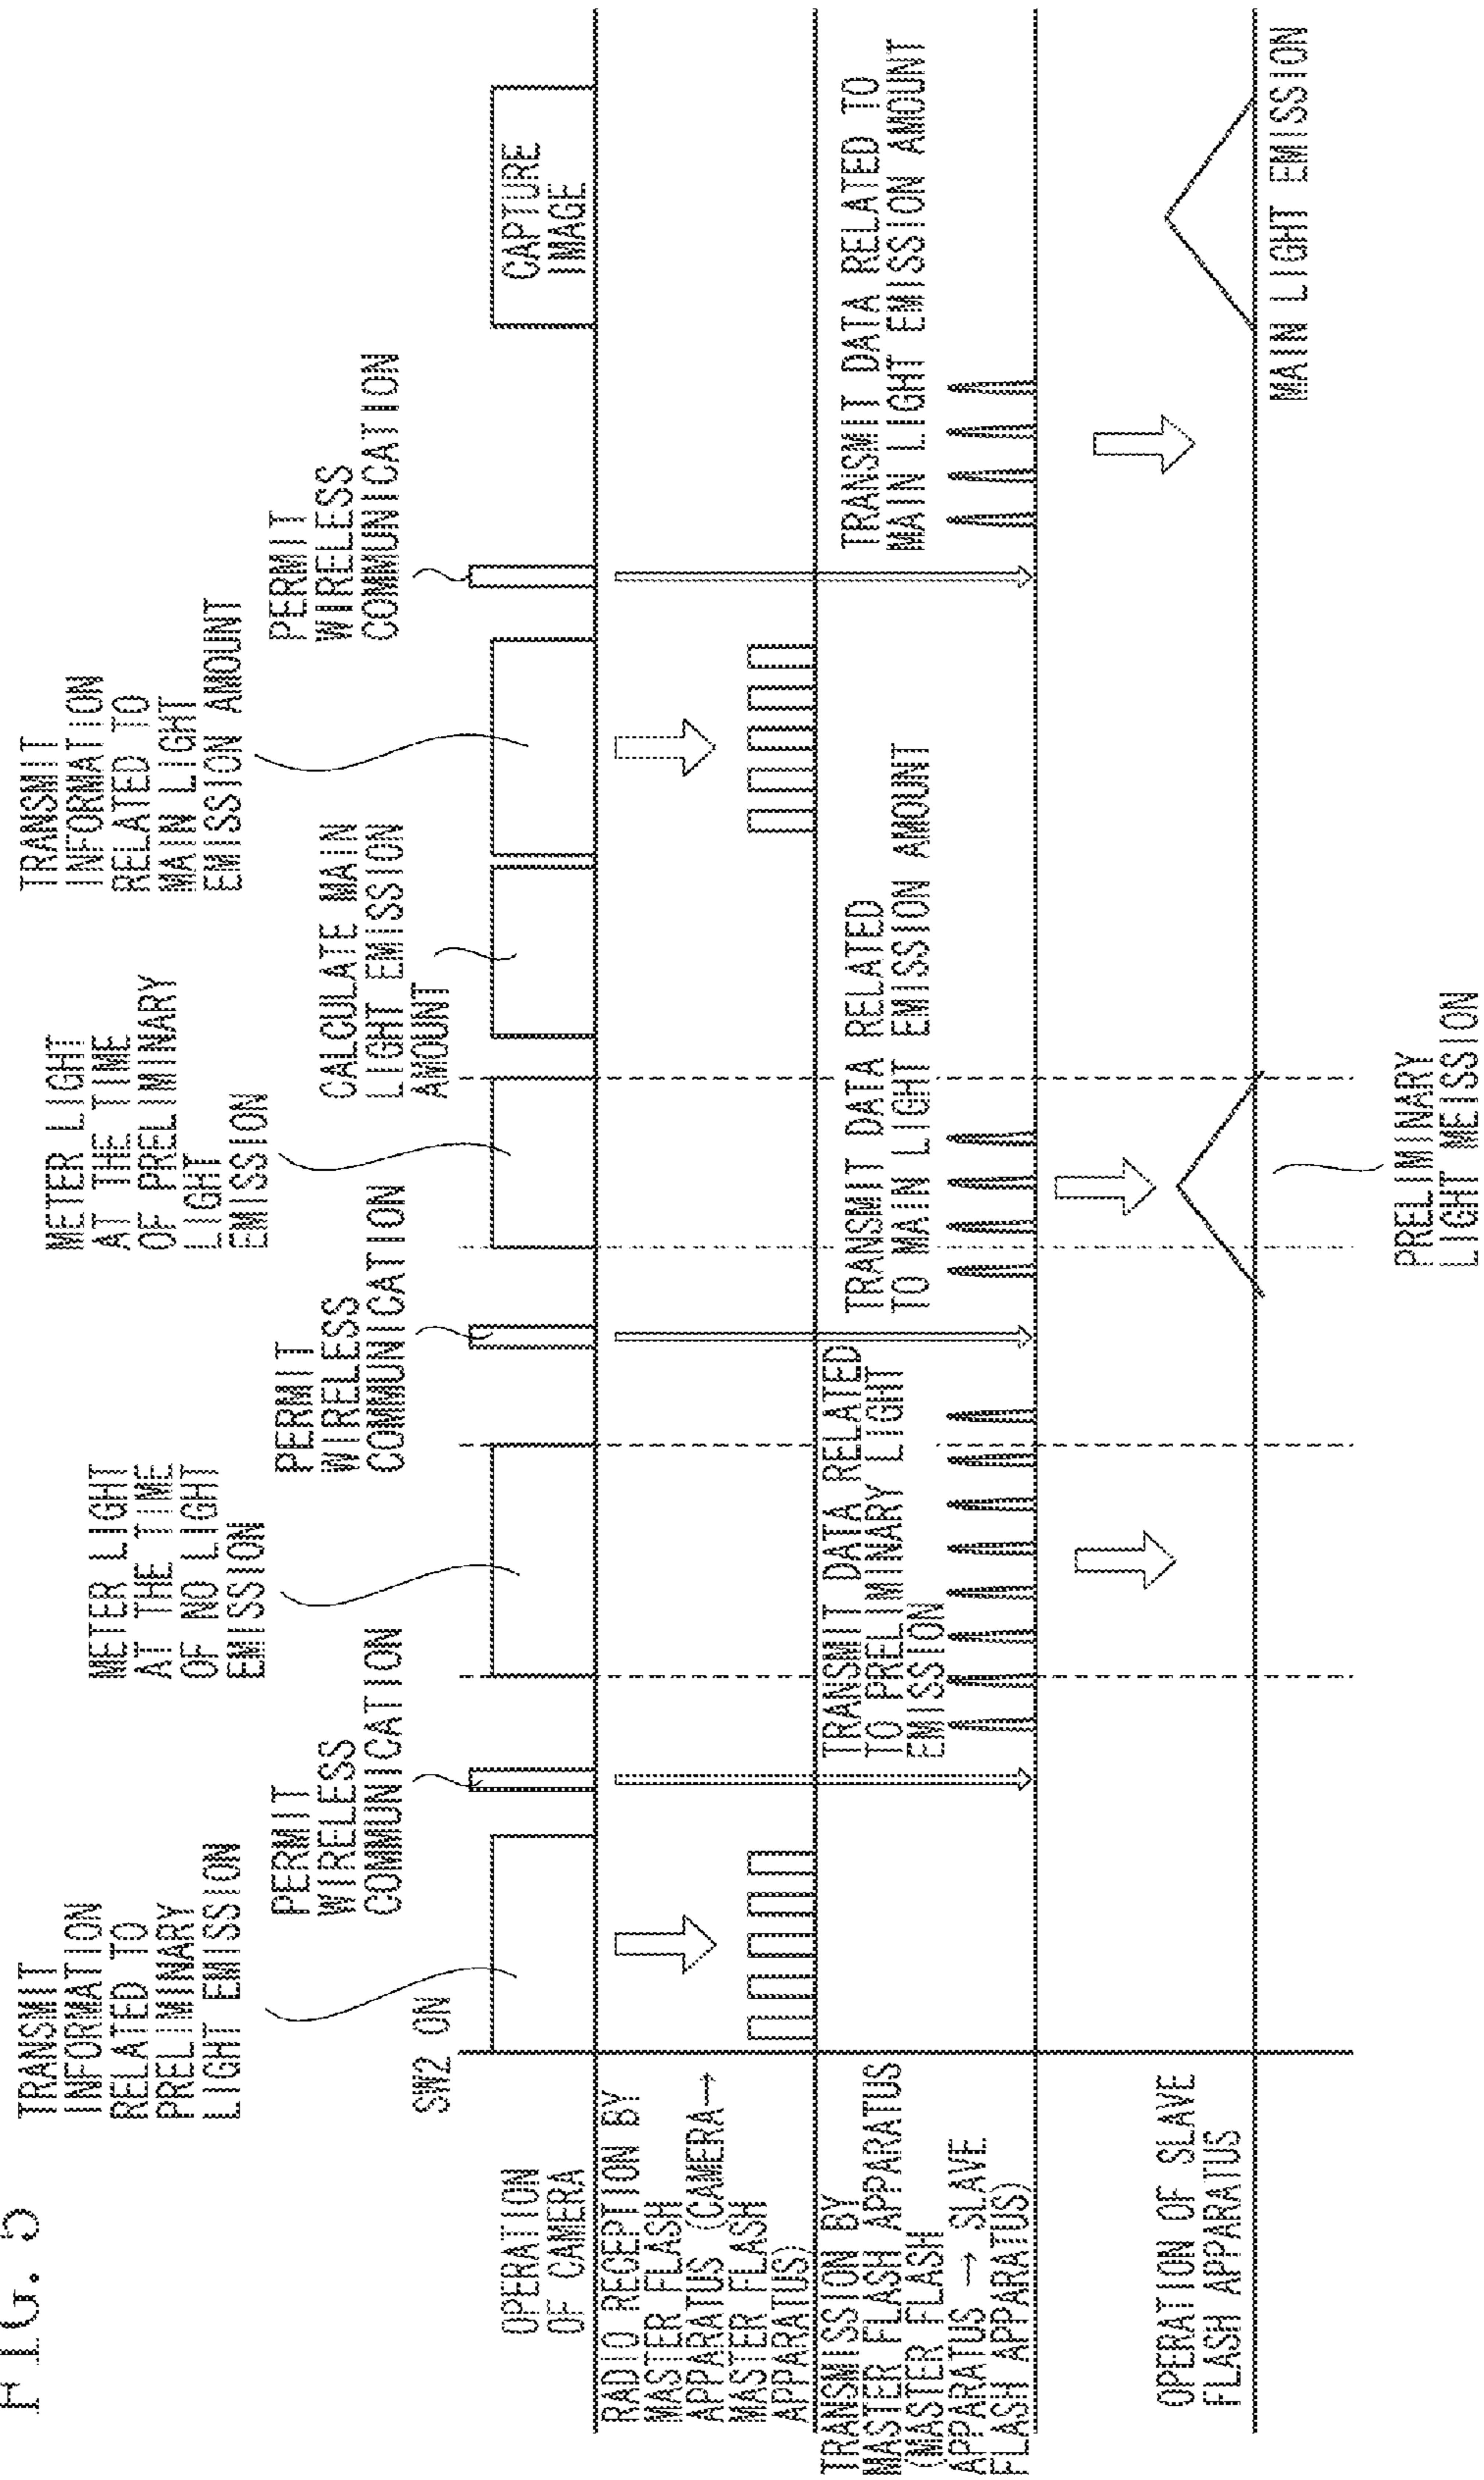 FIG. 5
TRANSMIT
INFORMATION
RELATED TO
PRELIMINARY
LIGHT EMISSION
SW2 ON
PERMIT
WIRELESS
COMMUNICATION
METER LIGHT
AT THE TIME
OF NO LIGHT
EMISSION
PERMIT
WIRELESS
COMMUNICATION
METER LIGHT
AT THE TIME
OF PRELIMINARY
LIGHT
EMISSION
CALCULATE MAIN
LIGHT EMISSION
AMOUNT
TRANSMIT
INFORMATION
RELATED TO
MAIN LIGHT
EMISSION AMOUNT
PERMIT
WIRELESS
COMMUNICATION
OPERATION
OF CAMERA
CAPTURE
IMAGE
RADIO RECEPTION BY
MASTER FLASH
APPARATUS (CAMERA→
MASTER FLASH
APPARATUS)
TRANSMISSION BY
MASTER FLASH APPARATUS
(MASTER FLASH
APPARATUS → SLAVE
FLASH APPARATUS)
TRANSMIT DATA RELATED
TO PRELIMINARY LIGHT
EMISSION
TRANSMIT DATA RELATED
TO MAIN LIGHT EMISSION AMOUNT
TRANSMIT DATA RELATED TO
MAIN LIGHT EMISSION AMOUNT
OPERATION OF SLAVE
FLASH APPARATUS
PRELIMINARY
LIGHT MEISSION
MAIN LIGHT EMISSION